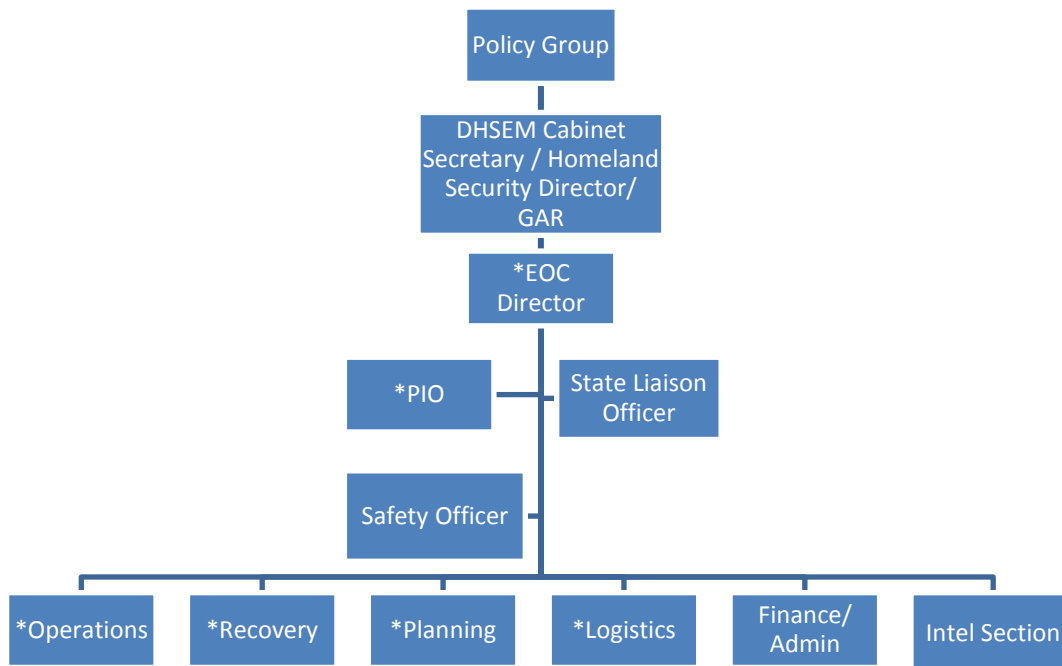 Policy Group
DHSEM Cabinet
Secretary / Homeland
Security Director/
GAR
*EOC
Director
*PIO
State Liaison
Officer
Safety Officer
*Operations
*Recovery
*Planning
*Logistics
Finance/
Admin
Intel Section